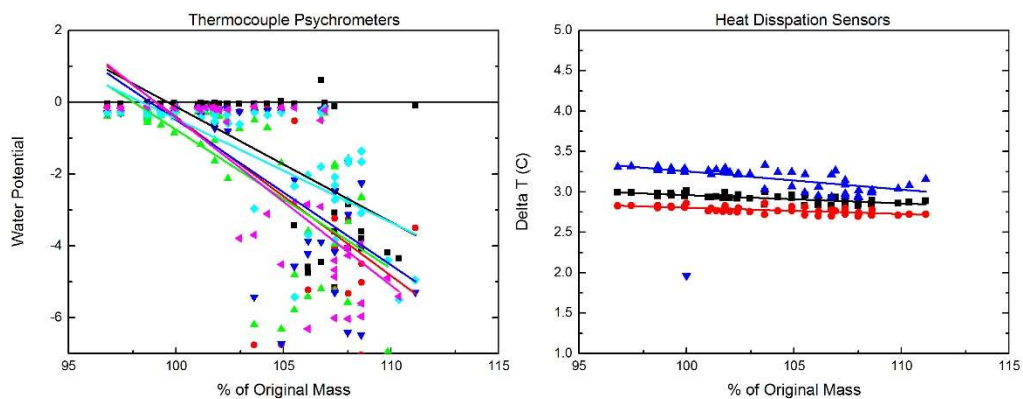 Thermocouple Psychrometers
2
0
-2
-4
-6
Water Potential
95 100 105 110 115
% of Original Mass
Heat Disspation Sensors
5.0
4.5
4.0
3.5
3.0
2.5
2.0
1.5
1.0
Delta T (C)
95 100 105 110 115
% of Original Mass